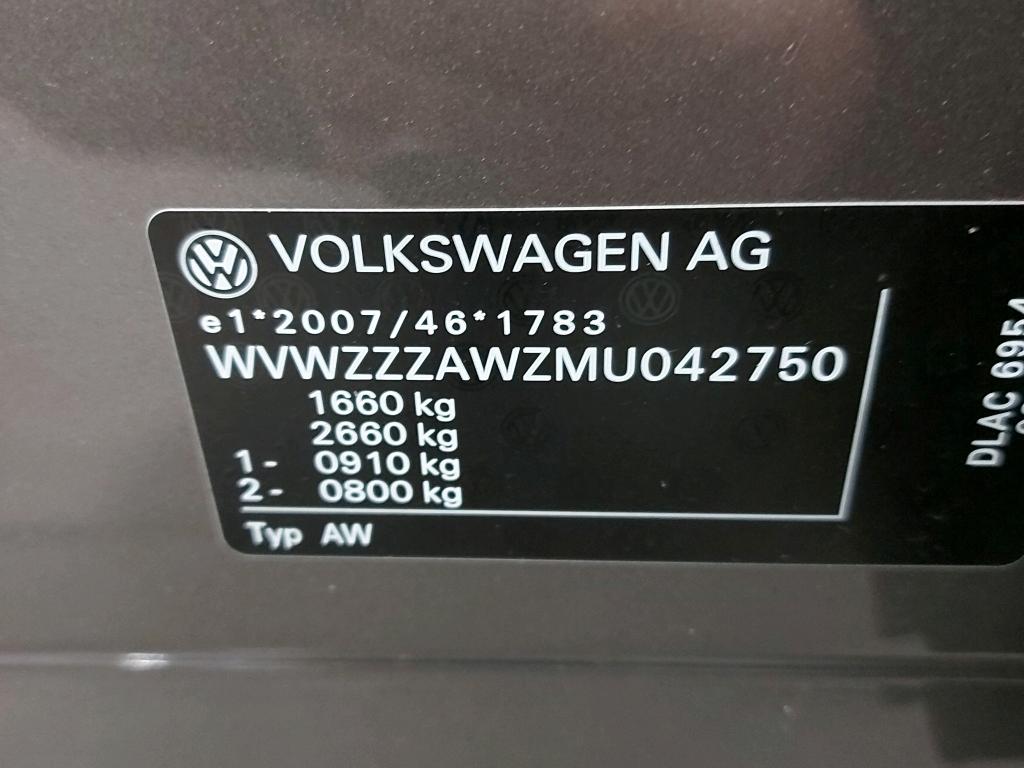 VOLKSWAGEN AG
e1*2007/46*1783
WVWZZZAWZMU042750
1660 kg
2660 kg
1- 0910 kg
2- 0800 kg
Typ AW
DLAC 6954